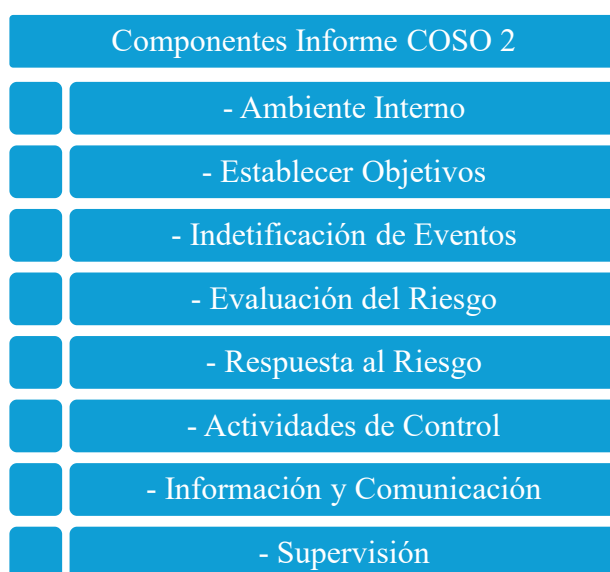 Componentes Informe COSO 2
- Ambiente Interno
- Establecer Objetivos
- Indetificación de Eventos
- Evaluación del Riesgo
- Respuesta al Riesgo
- Actividades de Control
- Información y Comunicación
- Supervisión